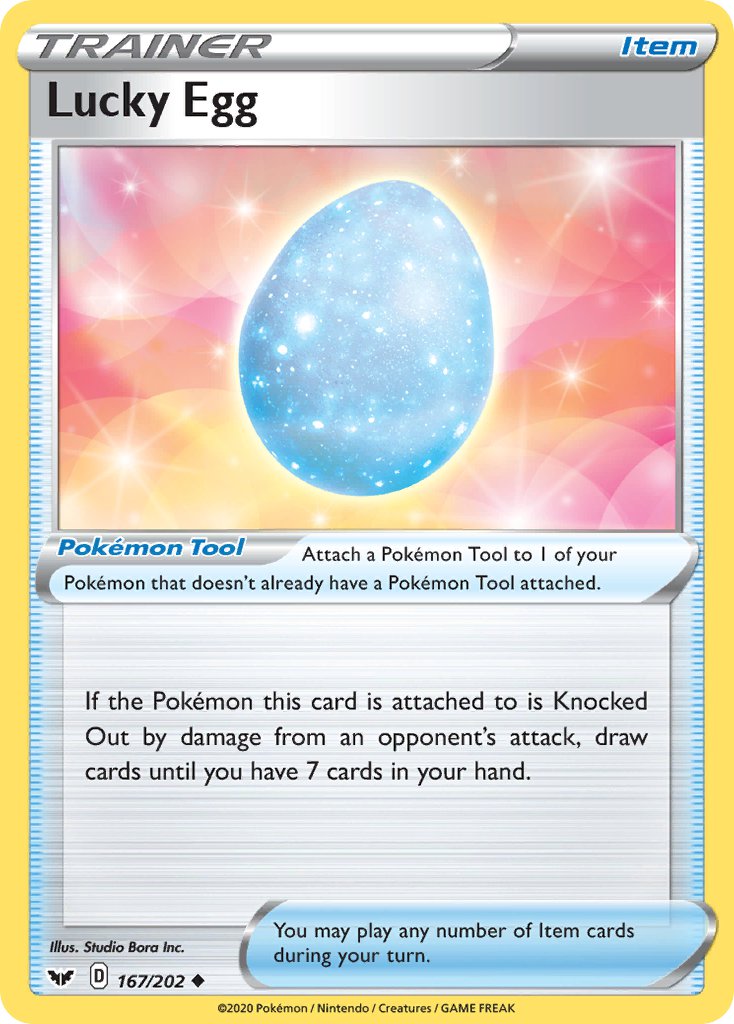 TRAINER
Item
Lucky Egg
Pokémon Tool
Attach a Pokémon Tool to 1 of your
Pokémon that doesn't already have a Pokémon Tool attached.
If the Pokémon this card is attached to is Knocked
Out by damage from an opponent's attack, draw
cards until you have 7 cards in your hand.
You may play any number of Item cards
during your turn.
Illus. Studio Bora Inc.
D 167/202
©2020 Pokémon / Nintendo / Creatures / GAME FREAK